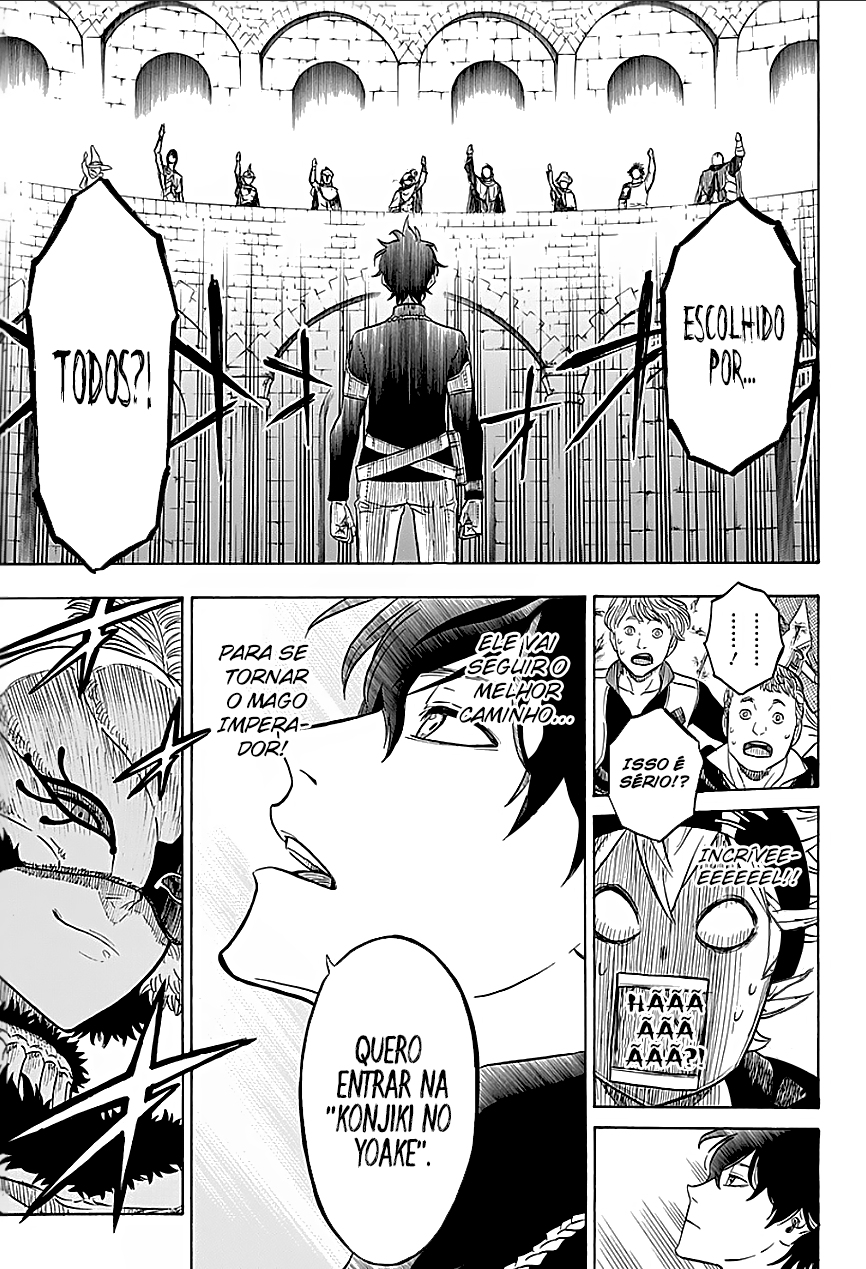 ESCOLHIDO
POR...
TODOS?!
......!
ISSO É
SÉRIO!?
INCRÍVEE-
EEEEEEL!!
HÃÃÃ
ÃÃÃ
ÃÃÃ?!
ELE VAI
SEGUIR O
MELHOR
CAMINHO...
PARA SE
TORNAR
O MAGO
IMPERA-
DOR!
QUERO
ENTRAR NA
"KONJIKI NO
YOAKE".